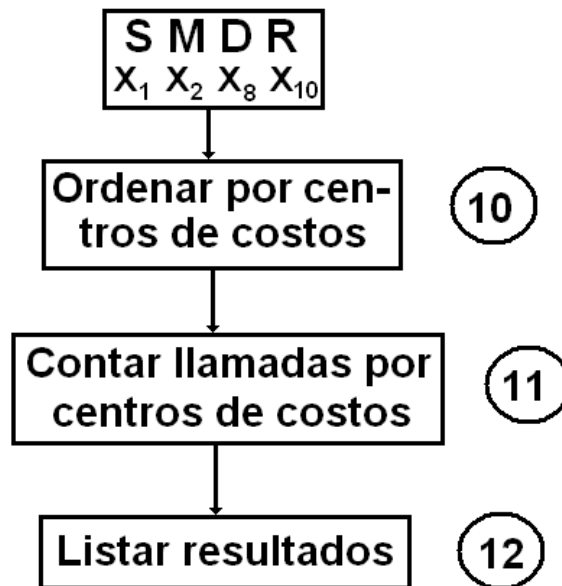 S M D R
X1 X2 X8 X10
Ordenar por cen-
tros de costos
10
Contar llamadas por
centros de costos
11
Listar resultados
12